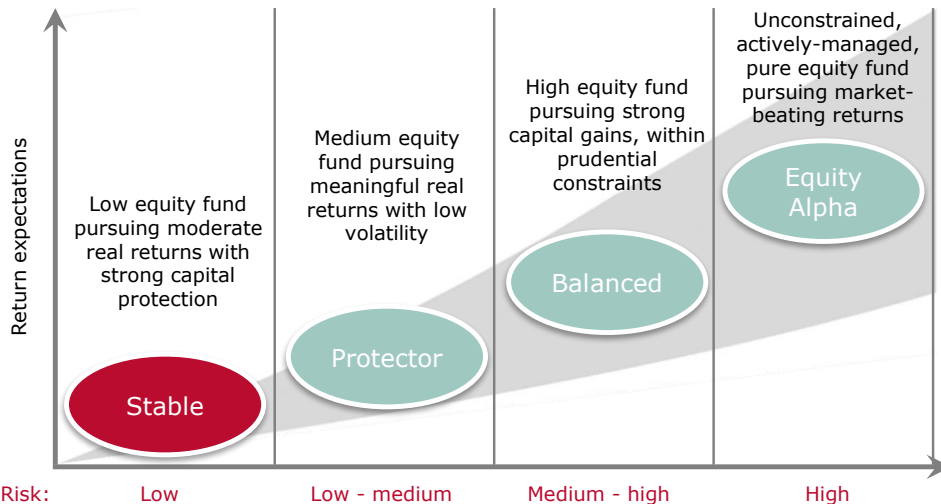 Return expectations
Low equity fund
pursuing moderate
real returns with
strong capital
protection
Stable
Medium equity
fund pursuing
meaningful real
returns with low
volatility
Protector
High equity fund
pursuing strong
capital gains, within
prudential
constraints
Balanced
Unconstrained,
actively-managed,
pure equity fund
pursuing market-
beating returns
Equity
Alpha
Risk:
Low
Low - medium
Medium - high
High